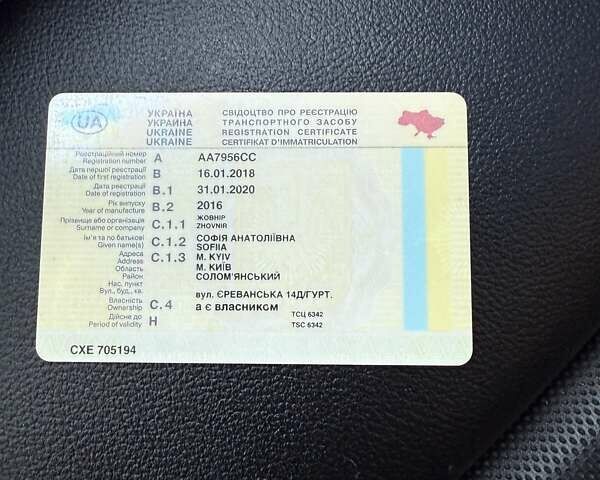 UA
УКРАЇНА СВІДОЦТВО ПРО РЕЄСТРАЦІЮ
УКРАИНА ТРАНСПОРТНОГО ЗАСОБУ
UKRAINE REGISTRATION CERTIFICATE
UKRAINE CERTIFICAT D'IMMATRICULATION
Реєстраційний номер
Registration number A АА7956СС
Дата першої реєстрації
Date of first registration B 16.01.2018
Дата реєстрації
Date of registration B.1 31.01.2020
Рік випуску
Year of manufacture B.2 2016
Прізвище або організація
Surname or company C.1.1 ЖОВНІР
ZHOVNIR
Ім'я та по батькові
Given name(s) C.1.2 СОФІЯ АНАТОЛІЇВНА
SOFIIA
Адреса
Address C.1.3 M. KYIV
Область М. КИЇВ
Район СОЛОМ'ЯНСЬКИЙ
Нас. пункт
Вул., буд., кв. вул. ЄРЕВАНСЬКА 14Д/ГУРТ.
Власність
Ownership C.4 а є власником
Дійсне до
Period of validity H ТСЦ 6342
TSC 6342
СХЕ 705194